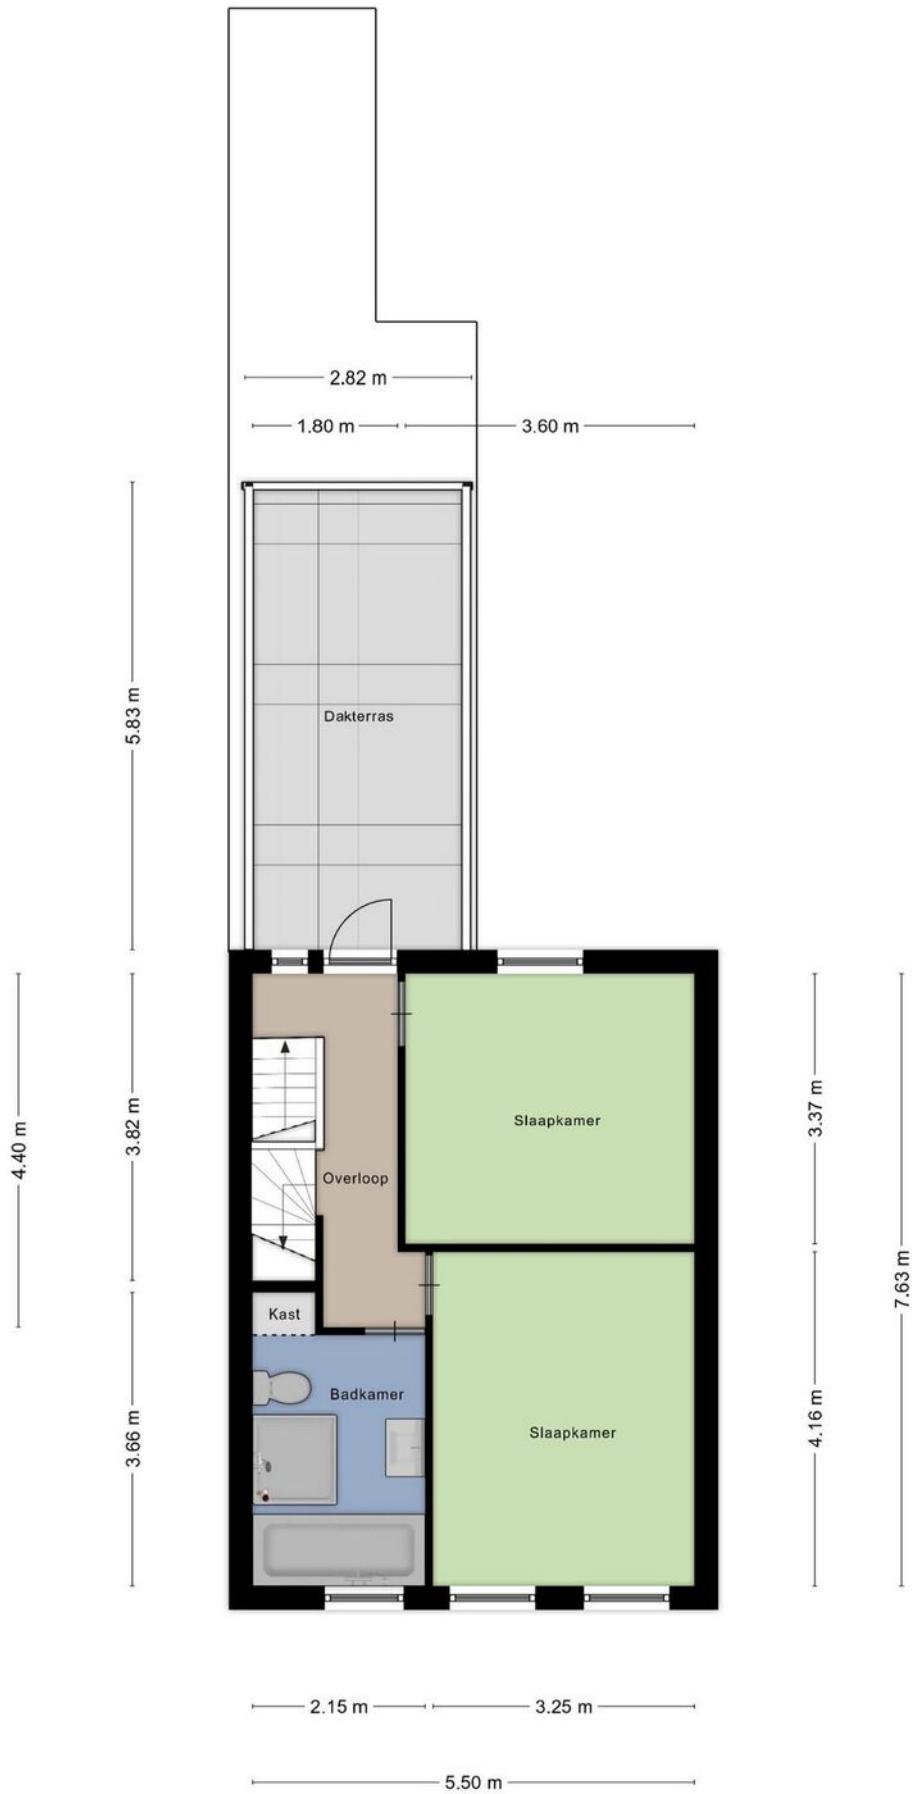 2.82 m
1.80 m
3.60 m
5.83 m
Dakterras
4.40 m
3.82 m
3.37 m
7.63 m
Slaapkamer
Overloop
Kast
Badkamer
Slaapkamer
3.66 m
4.16 m
2.15 m
3.25 m
5.50 m